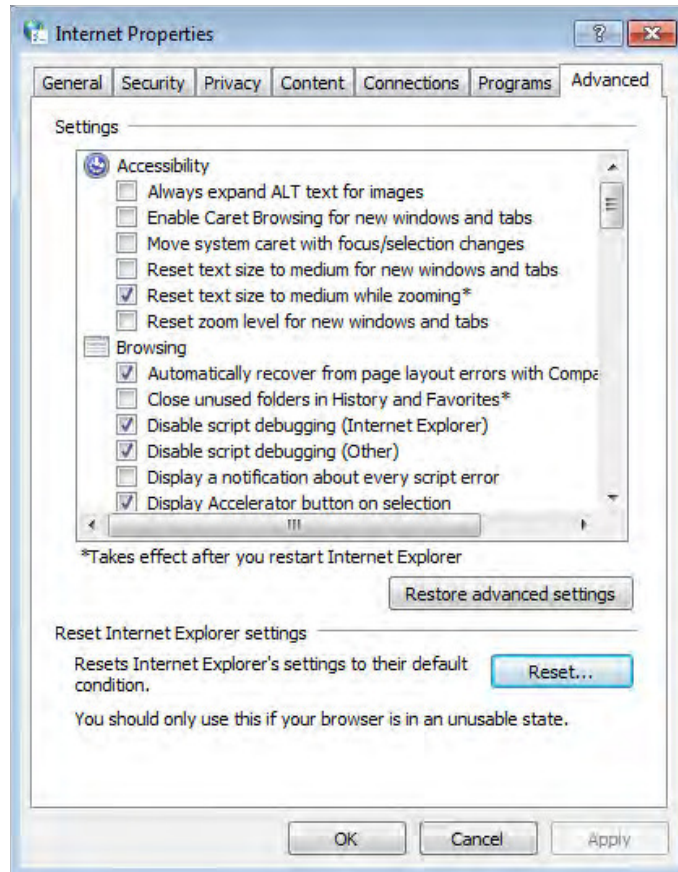 Internet Properties
General Security Privacy Content Connections Programs Advanced
Settings
Accessibility
Always expand ALT text for images
Enable Caret Browsing for new windows and tabs
Move system caret with focus/selection changes
Reset text size to medium for new windows and tabs
Reset text size to medium while zooming*
Reset zoom level for new windows and tabs
Browsing
Automatically recover from page layout errors with Compa
Close unused folders in History and Favorites*
Disable script debugging (Internet Explorer)
Disable script debugging (Other)
Display a notification about every script error
Display Accelerator button on selection
*Takes effect after you restart Internet Explorer
Restore advanced settings
Reset Internet Explorer settings
Resets Internet Explorer's settings to their default
condition.
Reset...
You should only use this if your browser is in an unusable state.
OK Cancel Apply